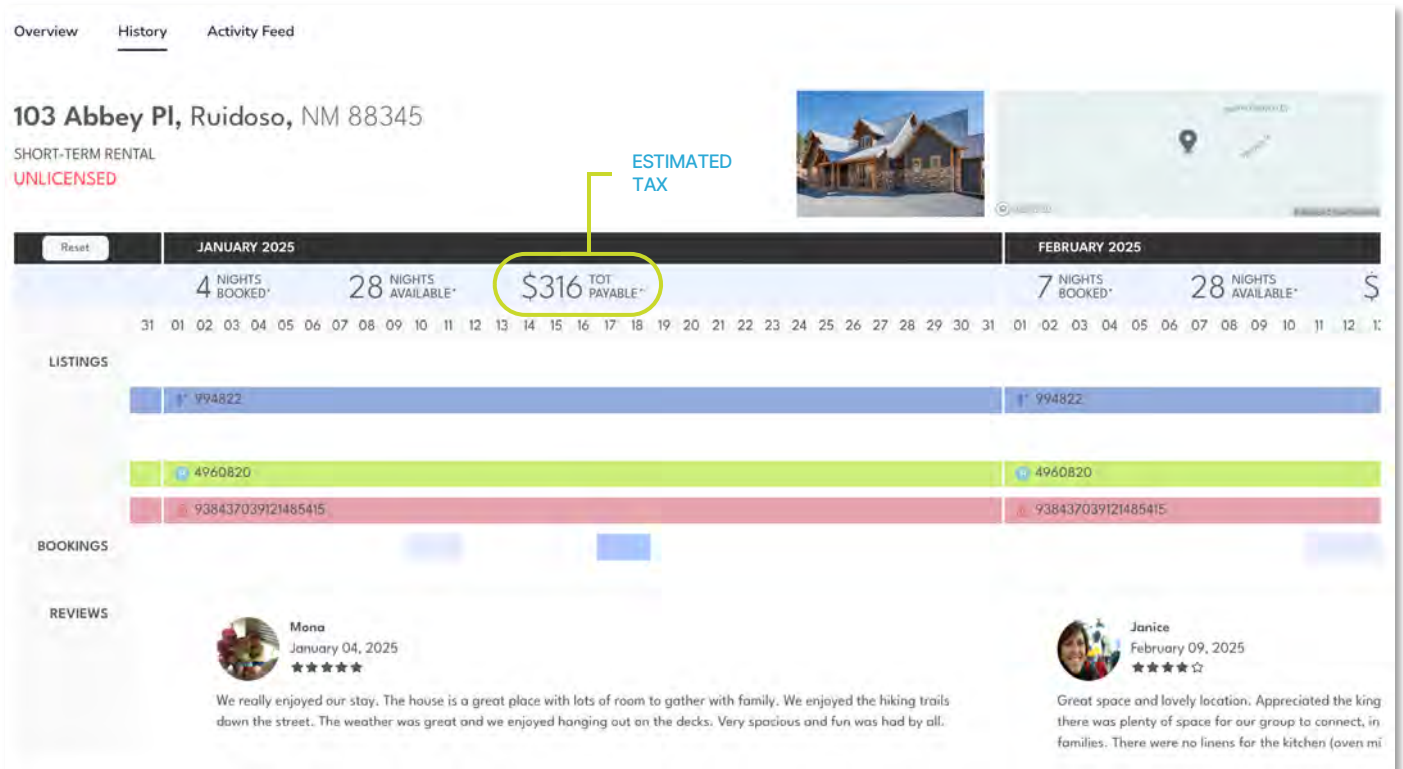 Overview History Activity Feed
103 Abbey Pl, Ruidoso, NM 88345
SHORT-TERM RENTAL
UNLICENSED
ESTIMATED
TAX
Reset JANUARY 2025 FEBRUARY 2025
4 NIGHTS BOOKED* 28 NIGHTS AVAILABLE* $316 TOT PAYABLE* 7 NIGHTS BOOKED* 28 NIGHTS AVAILABLE* $
31 01 02 03 04 05 06 07 08 09 10 11 12 13 14 15 16 17 18 19 20 21 22 23 24 25 26 27 28 29 30 31 01 02 03 04 05 06 07 08 09 10 11 12
LISTINGS
994822 994822
4960820 4960820
938437039121485415 938437039121485415
BOOKINGS
REVIEWS
Mona
January 04, 2025
★★★★★
We really enjoyed our stay. The house is a great place with lots of room to gather with family. We enjoyed the hiking trails
down the street. The weather was great and we enjoyed hanging out on the decks. Very spacious and fun was had by all.
Janice
February 09, 2025
★★★★☆
Great space and lovely location. Appreciated the king
there was plenty of space for our group to connect, in
families. There were no linens for the kitchen (oven mi